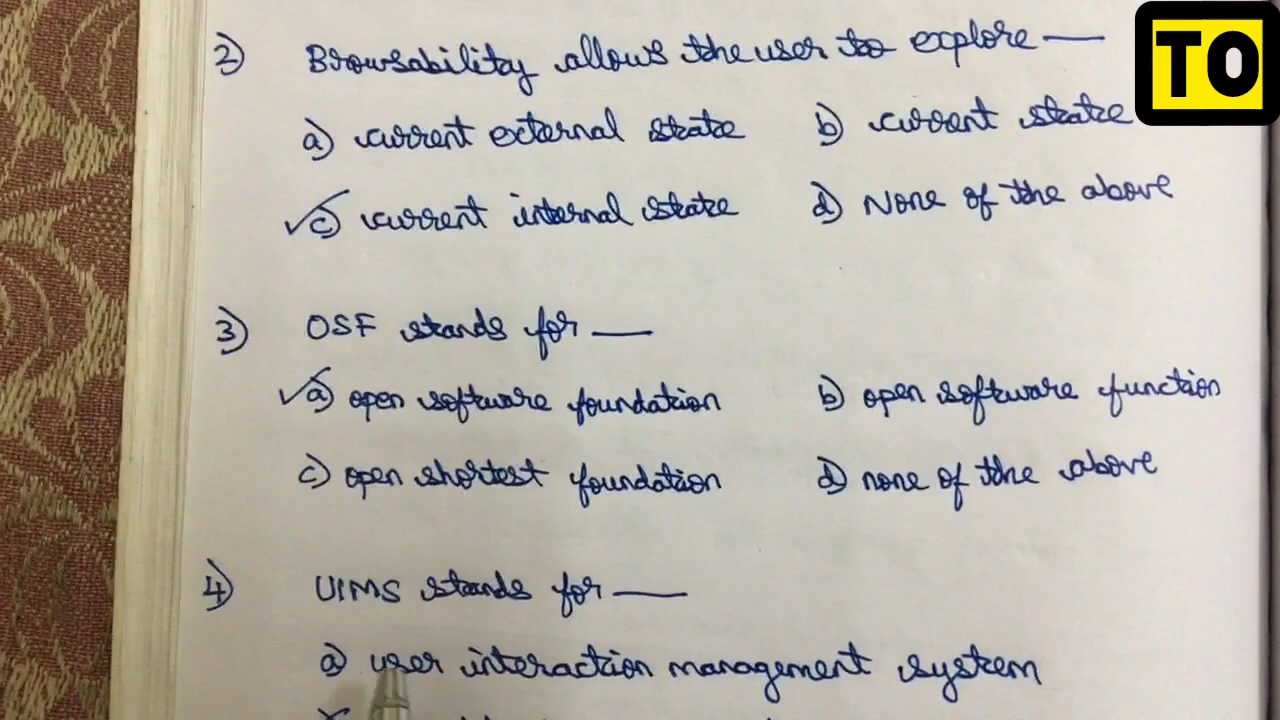 TO
2) Browsability allows the user to explore —
a) current external state b) current state
✓c) current internal state d) None of the above
3) OSF stands for —
✓a) open software foundation b) open software function
c) open shortest foundation d) none of the above
4) UIMS stands for —
a) user interaction management system